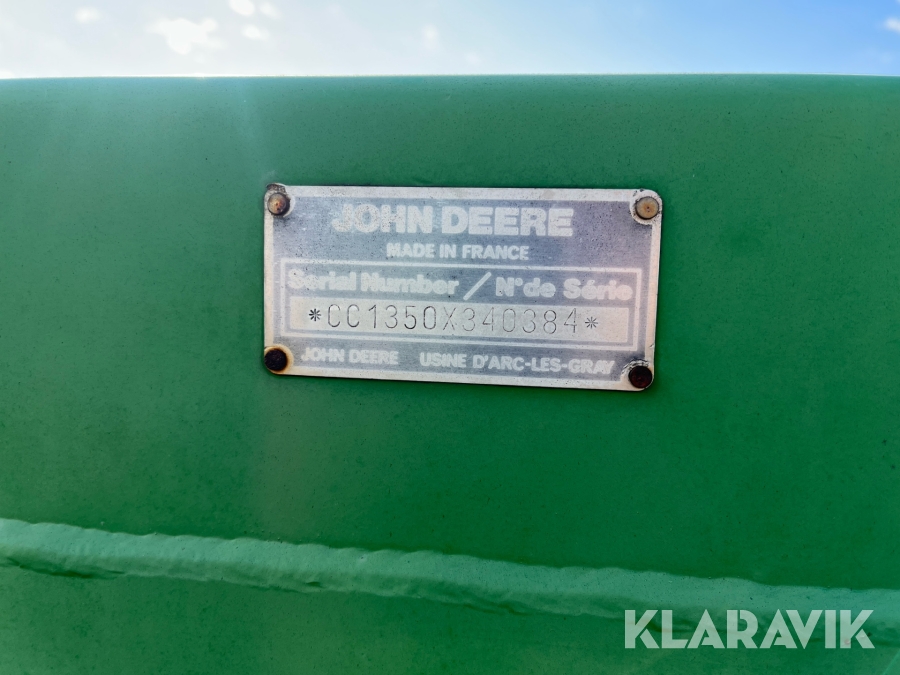 JOHN DEERE
MADE IN FRANCE
Serial Number / N°de Série
*CC1350X340384*
JOHN DEERE USINE D'ARC-LES-GRAY
KLARAVIK